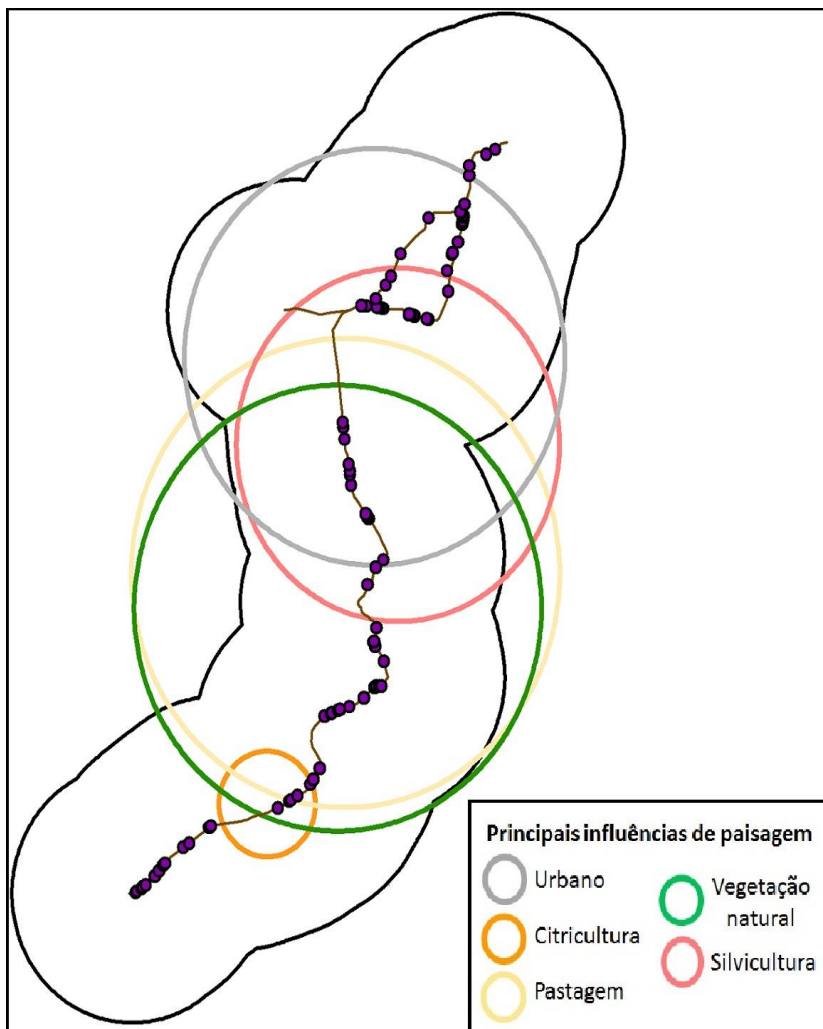 Principais influências de paisagem
Urbano
Citricultura
Pastagem
Vegetação
natural
Silvicultura